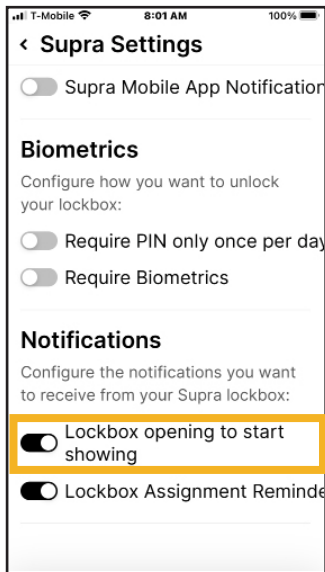 T-Mobile 8:01 AM 100%
Supra Settings
Supra Mobile App Notification
Biometrics
Configure how you want to unlock
your lockbox:
Require PIN only once per day
Require Biometrics
Notifications
Configure the notifications you want
to receive from your Supra lockbox:
Lockbox opening to start
showing
Lockbox Assignment Reminde